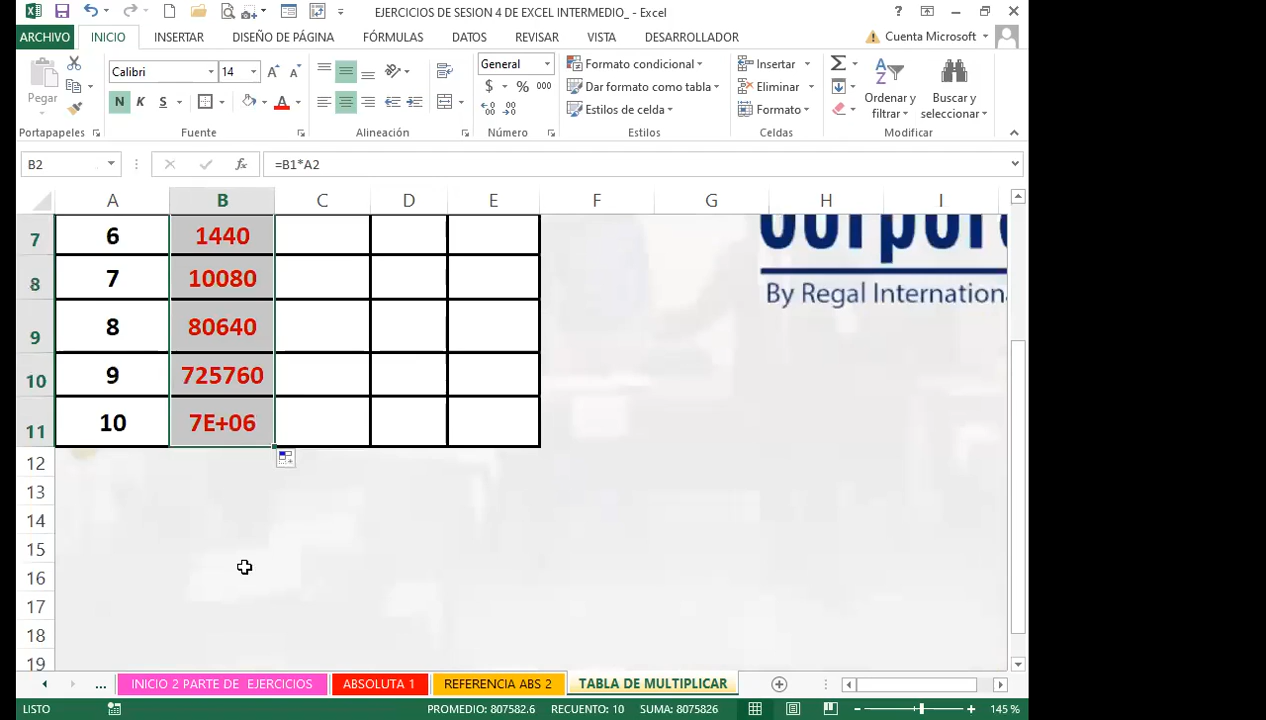 EJERCICIOS DE SESION 4 DE EXCEL INTERMEDIO_ - Excel
ARCHIVO INICIO INSERTAR DISEÑO DE PÁGINA FÓRMULAS DATOS REVISAR VISTA DESARROLLADOR Cuenta Microsoft
Pegar
Calibri 14
N K S
General
$ % 000
Formato condicional
Dar formato como tabla
Estilos de celda
Insertar
Eliminar
Formato
Ordenar y filtrar
Buscar y seleccionar
Portapapeles Fuente Alineación Número Estilos Celdas Modificar
B2 fx =B1*A2
A B C D E F G H I
7 6 1440
8 7 10080
9 8 80640
10 9 725760
11 10 7E+06
By Regal Internation
12
13
14
15
16
17
18
19
... INICIO 2 PARTE DE EJERCICIOS ABSOLUTA 1 REFERENCIA ABS 2 TABLA DE MULTIPLICAR
LISTO PROMEDIO: 807582.6 RECUENTO: 10 SUMA: 8075826 145 %